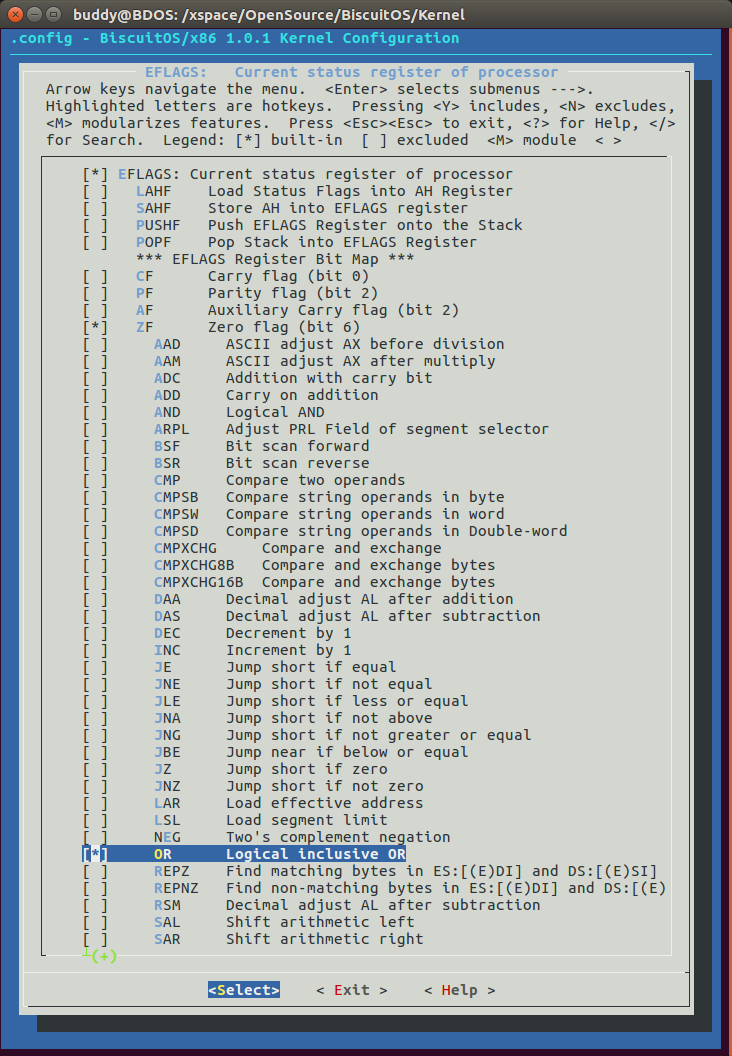 buddy@BDOS: /xspace/OpenSource/BiscuitOS/Kernel
.config - BiscuitOS/x86 1.0.1 Kernel Configuration
EFLAGS:   Current status register of processor
Arrow keys navigate the menu.  <Enter> selects submenus --->.
Highlighted letters are hotkeys.  Pressing <Y> includes, <N> excludes,
<M> modularizes features.  Press <Esc><Esc> to exit, <?> for Help, </>
for Search.  Legend: [*] built-in  [ ] excluded  <M> module  < >
[*] EFLAGS: Current status register of processor
[ ]   LAHF    Load Status Flags into AH Register
[ ]   SAHF    Store AH into EFLAGS register
[ ]   PUSHF   Push EFLAGS Register onto the Stack
[ ]   POPF    Pop Stack into EFLAGS Register
*** EFLAGS Register Bit Map ***
[ ]   CF      Carry flag (bit 0)
[ ]   PF      Parity flag (bit 2)
[ ]   AF      Auxiliary Carry flag (bit 2)
[*]   ZF      Zero flag (bit 6)
[ ]     AAD     ASCII adjust AX before division
[ ]     AAM     ASCII adjust AX after multiply
[ ]     ADC     Addition with carry bit
[ ]     ADD     Carry on addition
[ ]     AND     Logical AND
[ ]     ARPL    Adjust PRL Field of segment selector
[ ]     BSF     Bit scan forward
[ ]     BSR     Bit scan reverse
[ ]     CMP     Compare two operands
[ ]     CMPSB   Compare string operands in byte
[ ]     CMPSW   Compare string operands in word
[ ]     CMPSD   Compare string operands in Double-word
[ ]     CMPXCHG     Compare and exchange
[ ]     CMPXCHG8B   Compare and exchange bytes
[ ]     CMPXCHG16B  Compare and exchange bytes
[ ]     DAA     Decimal adjust AL after addition
[ ]     DAS     Decimal adjust AL after subtraction
[ ]     DEC     Decrement by 1
[ ]     INC     Increment by 1
[ ]     JE      Jump short if equal
[ ]     JNE     Jump short if not equal
[ ]     JLE     Jump short if less or equal
[ ]     JNA     Jump short if not above
[ ]     JNG     Jump short if not greater or equal
[ ]     JBE     Jump near if below or equal
[ ]     JZ      Jump short if zero
[ ]     JNZ     Jump short if not zero
[ ]     LAR     Load effective address
[ ]     LSL     Load segment limit
[ ]     NEG     Two's complement negation
[*]     OR      Logical inclusive OR
[ ]     REPZ    Find matching bytes in ES:[(E)DI] and DS:[(E)SI]
[ ]     REPNZ   Find non-matching bytes in ES:[(E)DI] and DS:[(E)
[ ]     RSM     Decimal adjust AL after subtraction
[ ]     SAL     Shift arithmetic left
[ ]     SAR     Shift arithmetic right
(+)
<Select>    < Exit >    < Help >